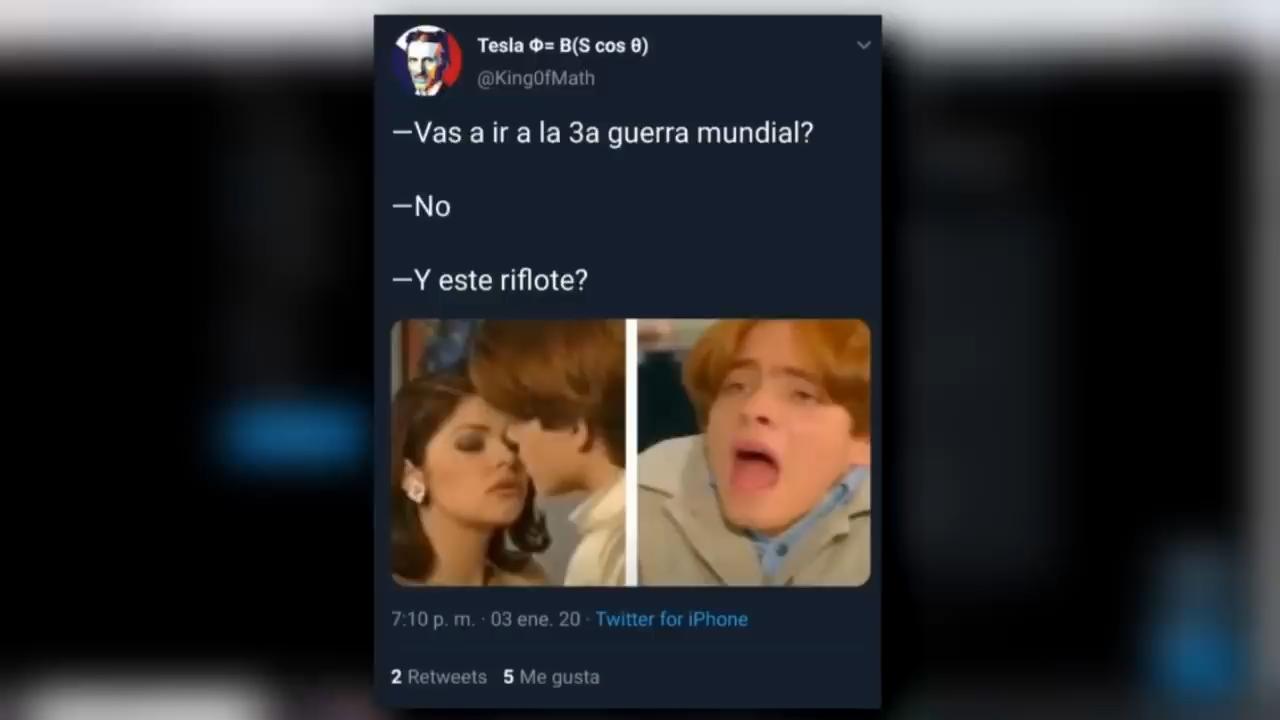 Tesla Φ= B(S cos θ)
@King0fMath
—Vas a ir a la 3a guerra mundial?
—No
—Y este riflote?
7:10 p. m. · 03 ene. 20 · Twitter for iPhone
2 Retweets 5 Me gusta